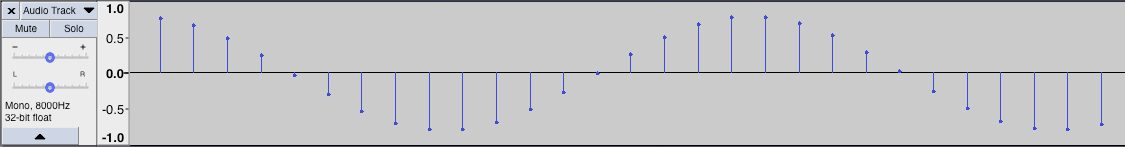 × Audio Track ▼
Mute Solo
- +
L R
Mono, 8000Hz
32-bit float
1.0
0.5
0.0
-0.5
-1.0